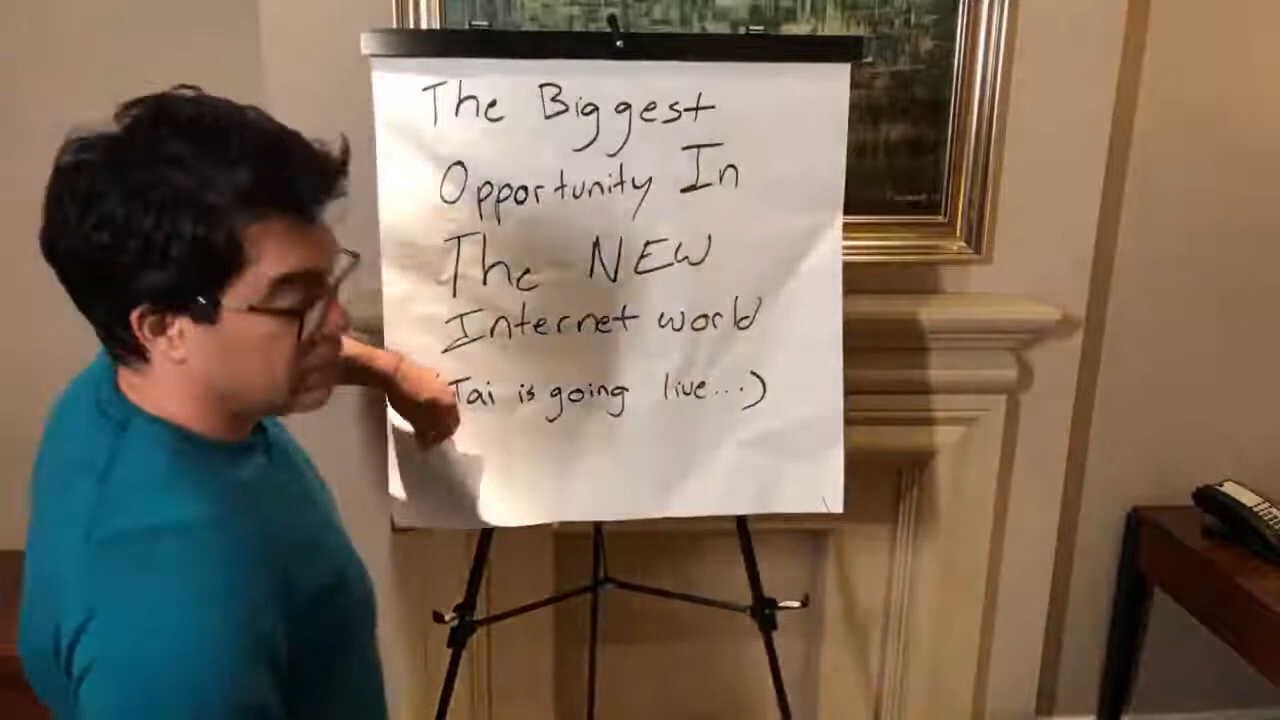 The Biggest
Opportunity In
The NEW
Internet world
Tai is going live...)